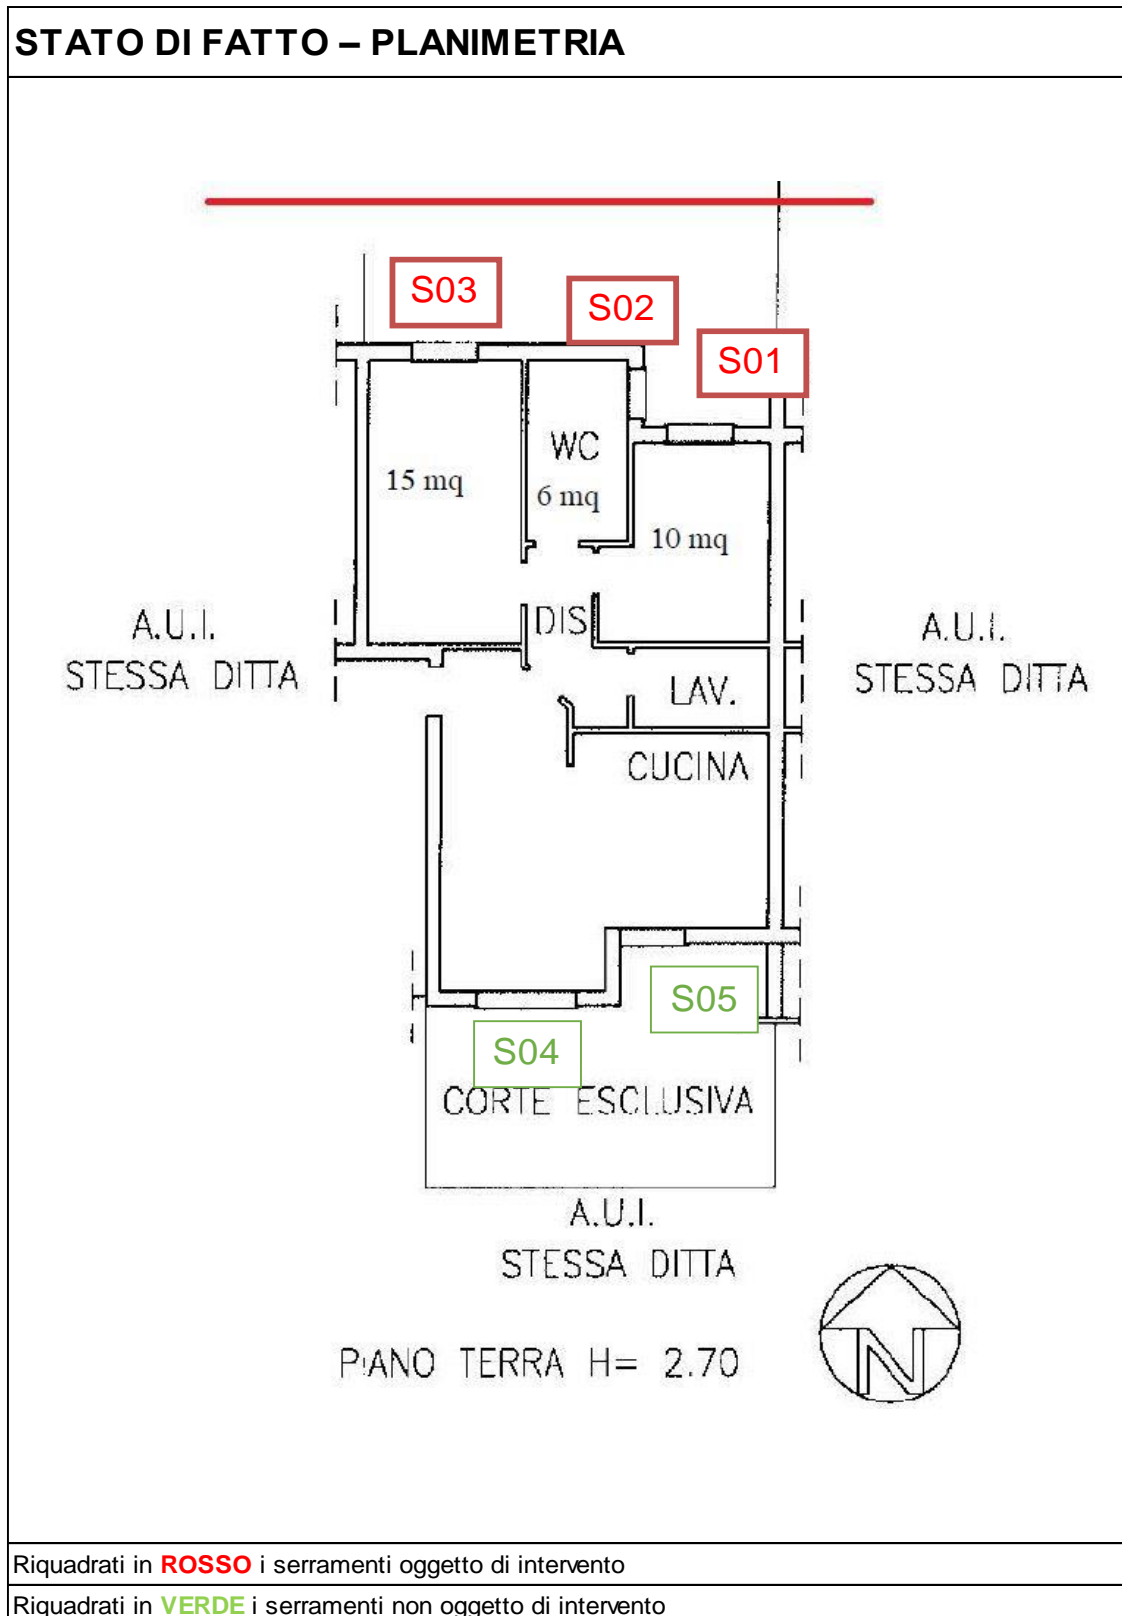 STATO DI FATTO – PLANIMETRIA
S03
S02
S01
WC
15 mq
6 mq
10 mq
DIS
A.U.I.
STESSA DITTA
A.U.I.
STESSA DITTA
LAV.
CUCINA
S05
S04
CORTE ESCLUSIVA
A.U.I.
STESSA DITTA
PIANO TERRA H= 2.70
N
Riquadrati in ROSSO i serramenti oggetto di intervento
Riquadrati in VERDE i serramenti non oggetto di intervento